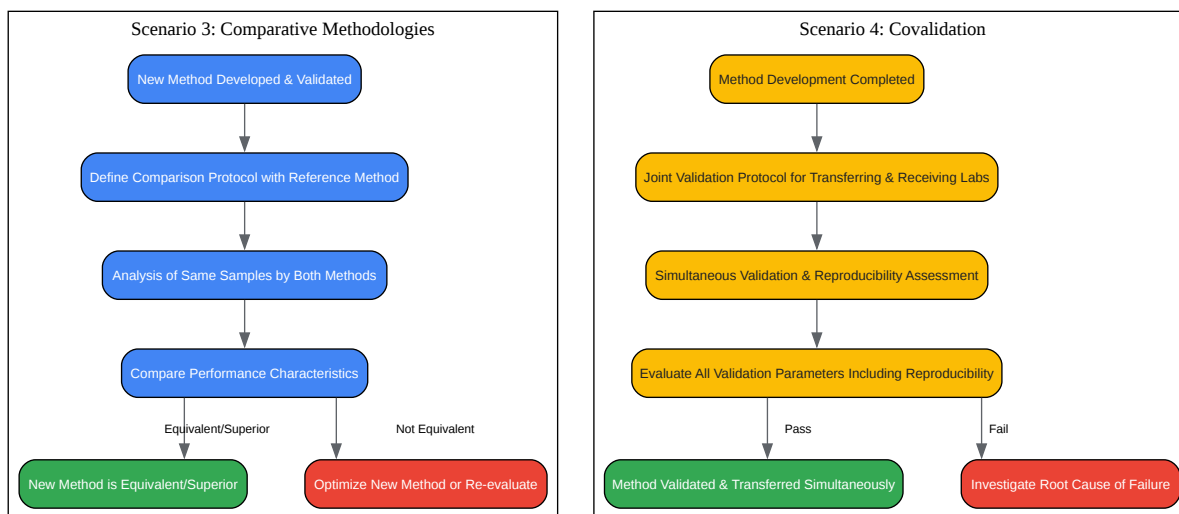 Scenario 3: Comparative Methodologies
New Method Developed & Validated
Define Comparison Protocol with Reference Method
Analysis of Same Samples by Both Methods
Compare Performance Characteristics
Equivalent/Superior
Not Equivalent
New Method is Equivalent/Superior
Optimize New Method or Re-evaluate
Scenario 4: Covalidation
Method Development Completed
Joint Validation Protocol for Transferring & Receiving Labs
Simultaneous Validation & Reproducibility Assessment
Evaluate All Validation Parameters Including Reproducibility
Pass
Fail
Method Validated & Transferred Simultaneously
Investigate Root Cause of Failure